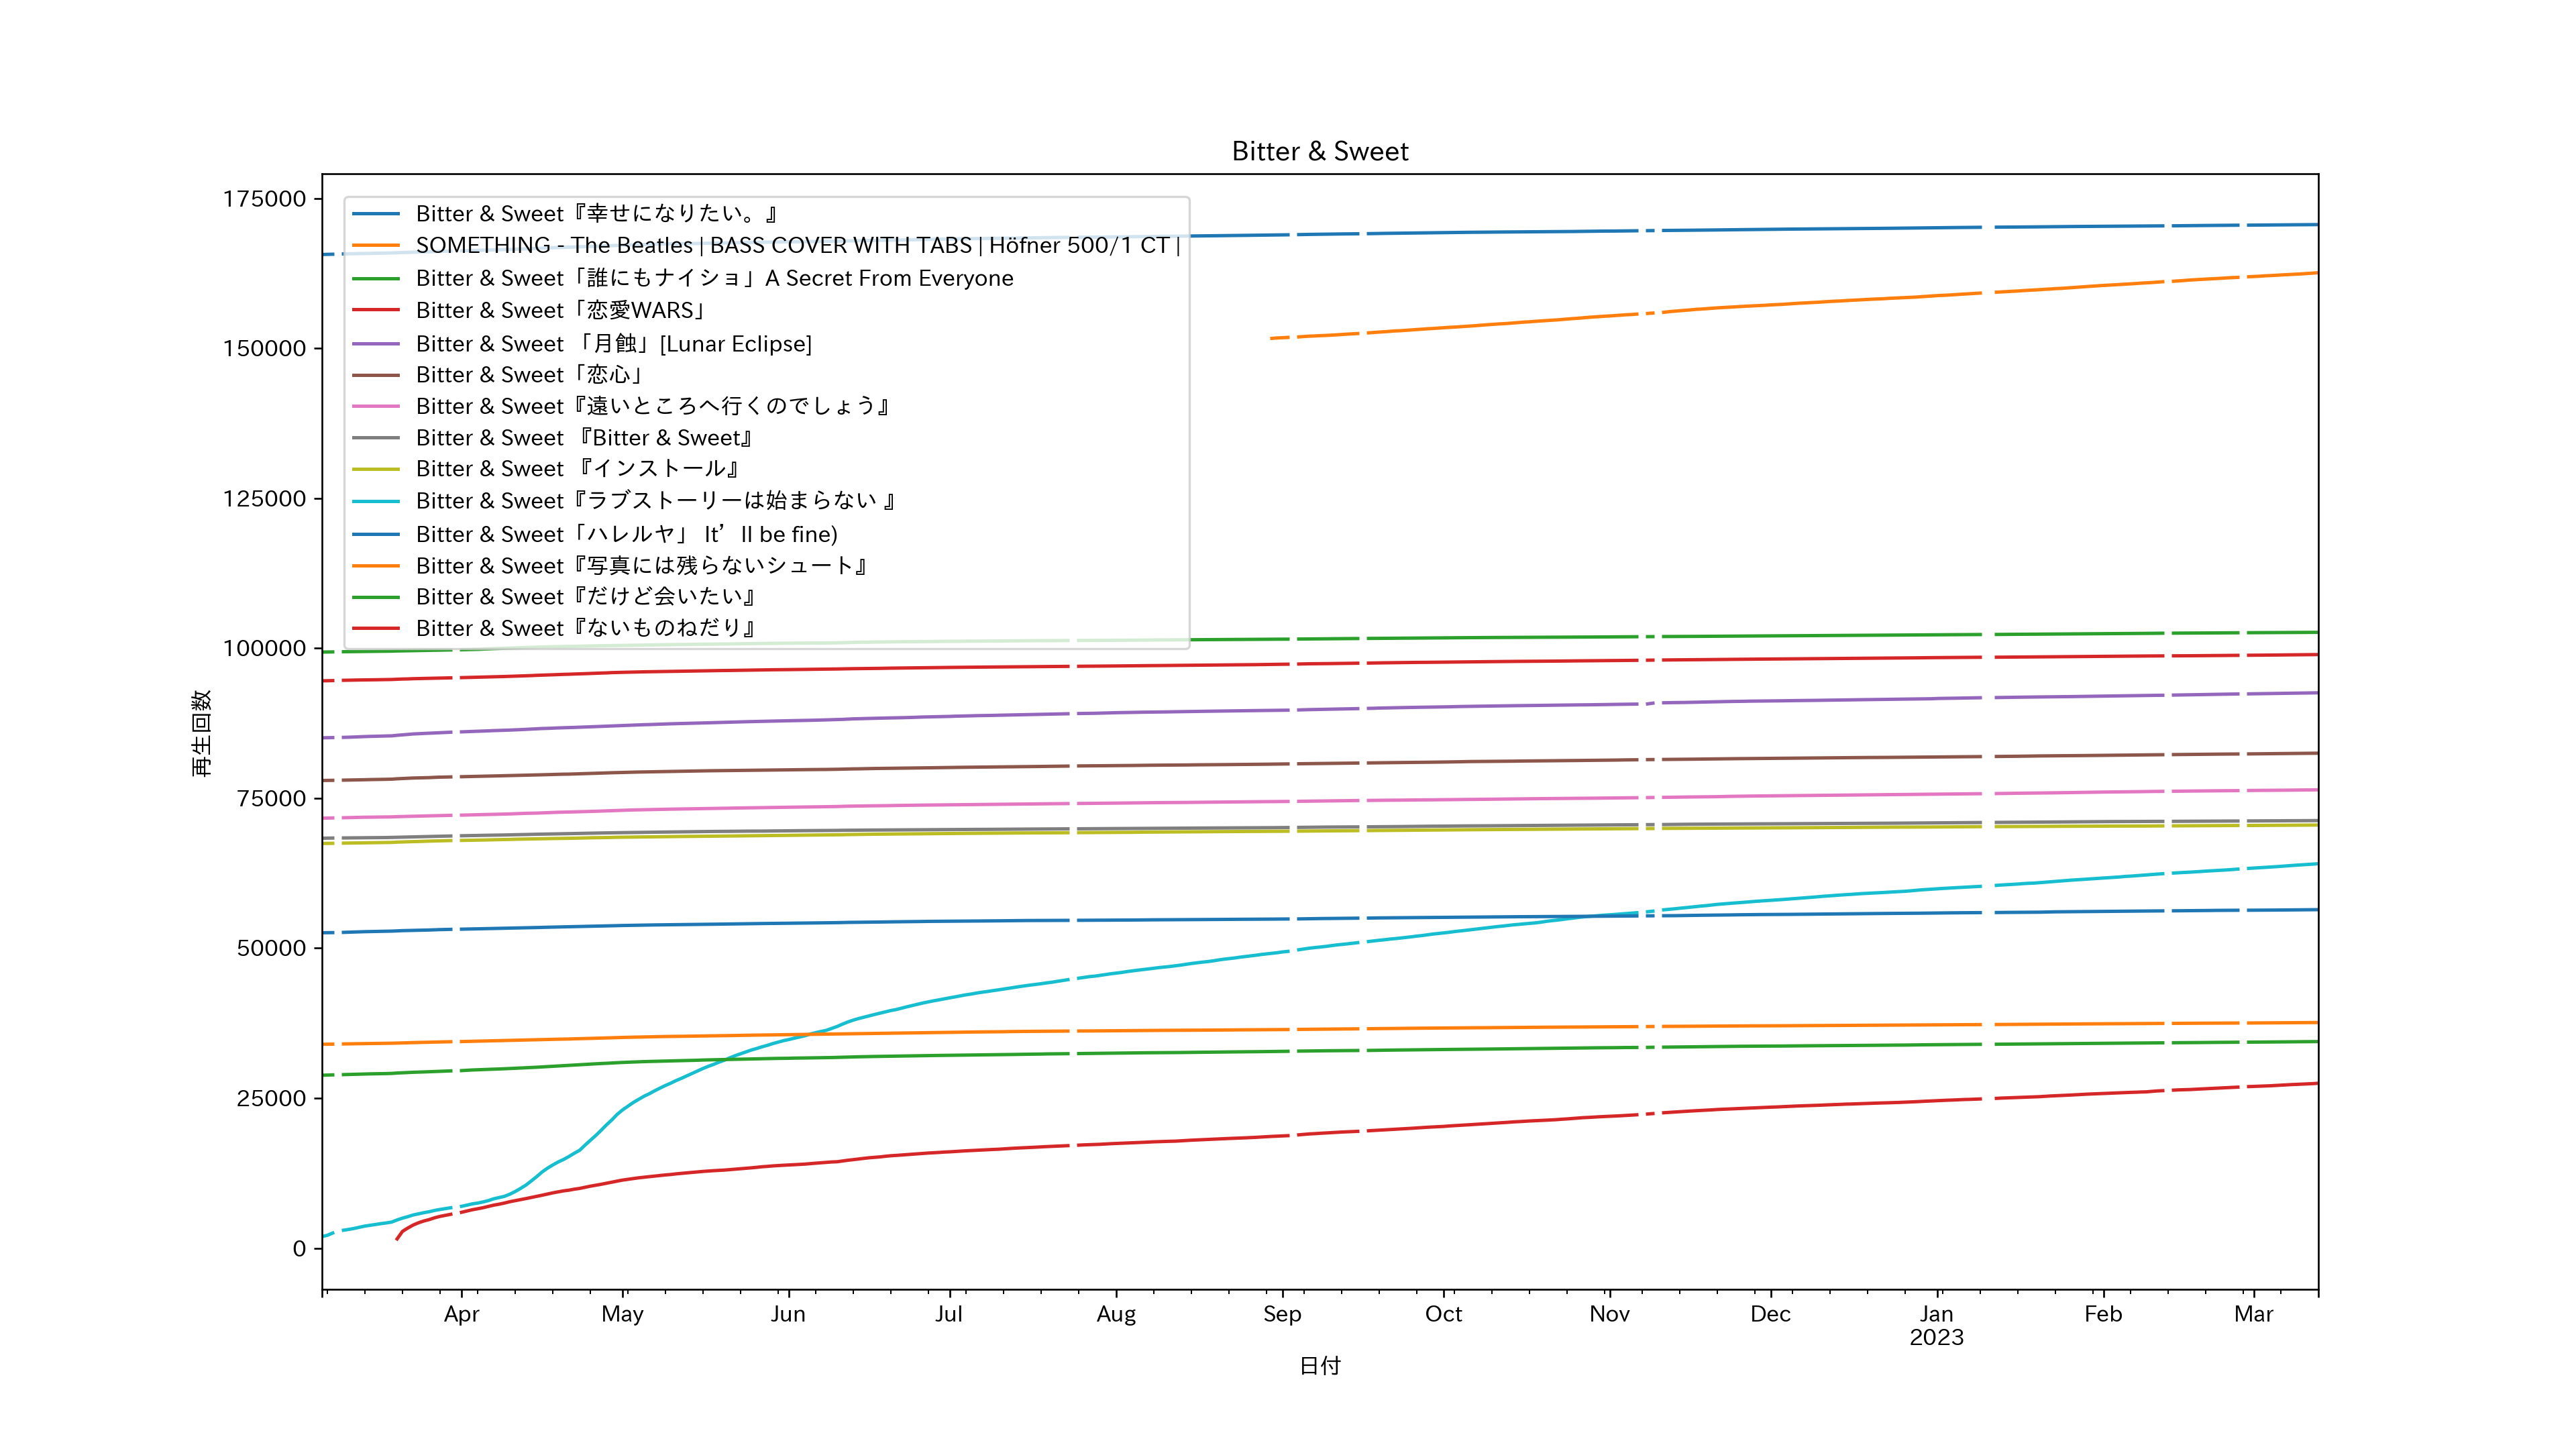 Bitter & Sweet
175000
150000
125000
100000
75000
50000
25000
0
再生回数
Bitter & Sweet『幸せになりたい。』
SOMETHING - The Beatles | BASS COVER WITH TABS | Höfner 500/1 CT |
Bitter & Sweet「誰にもナイショ」A Secret From Everyone
Bitter & Sweet「恋愛WARS」
Bitter & Sweet 「月蝕」[Lunar Eclipse]
Bitter & Sweet「恋心」
Bitter & Sweet『遠いところへ行くのでしょう』
Bitter & Sweet 『Bitter & Sweet』
Bitter & Sweet 『インストール』
Bitter & Sweet『ラブストーリーは始まらない 』
Bitter & Sweet「ハレルヤ」 It’ll be fine)
Bitter & Sweet『写真には残らないシュート』
Bitter & Sweet『だけど会いたい』
Bitter & Sweet『ないものねだり』
Apr May Jun Jul Aug Sep Oct Nov Dec Jan Feb Mar
2023
日付